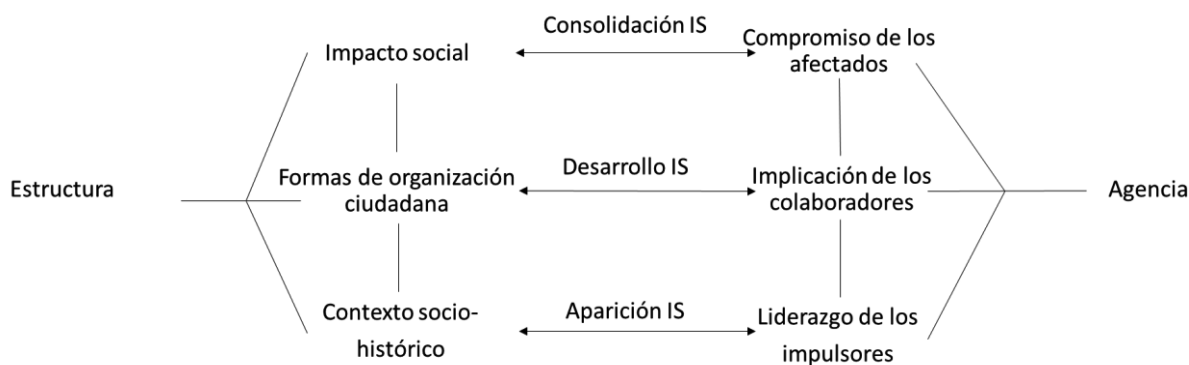 Consolidación IS
Impacto social
Compromiso de los
afectados
Desarrollo IS
Estructura
Formas de organización
ciudadana
Implicación de los
colaboradores
Agencia
Aparición IS
Contexto socio-
histórico
Liderazgo de los
impulsores